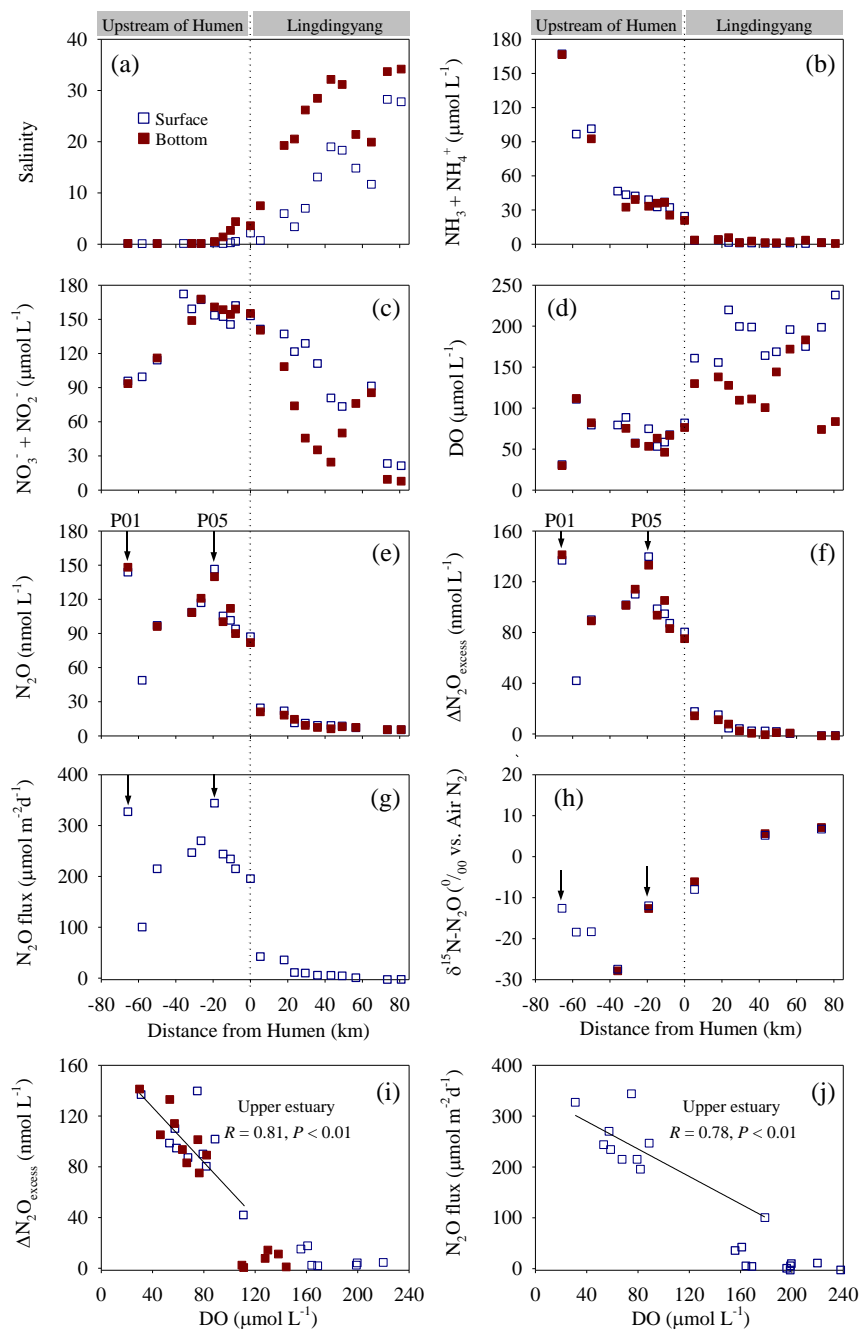 Upstream of Humen Lingdingyang Upstream of Humen Lingdingyang
40 (a)
30
20
10
0
Salinity
Surface
Bottom
180 (b)
150
120
90
60
30
0
NH₃ + NH₄⁺ (μmol L⁻¹)
180 (c)
150
120
90
60
30
0
NO₃⁻ + NO₂⁻ (μmol L⁻¹)
250 (d)
200
150
100
50
0
DO (μmol L⁻¹)
P01 P05
180 (e)
150
120
90
60
30
0
N₂O (nmol L⁻¹)
P01 P05
160 (f)
120
80
40
0
ΔN₂Oexcess (nmol L⁻¹)
400 (g)
300
200
100
0
N₂O flux (μmol m⁻²d⁻¹)
-80 -60 -40 -20 0 20 40 60 80
Distance from Humen (km)
20 (h)
10
0
-10
-20
-30
δ¹⁵N-N₂O (⁰/₀₀ vs. Air N₂)
-60 -40 -20 0 20 40 60 80
Distance from Humen (km)
160 (i)
120
80
40
0
ΔN₂Oexcess (nmol L⁻¹)
Upper estuary
R = 0.81, P < 0.01
0 40 80 120 160 200 240
DO (μmol L⁻¹)
400 (j)
300
200
100
0
N₂O flux (μmol m⁻²d⁻¹)
Upper estuary
R = 0.78, P < 0.01
0 40 80 120 160 200 240
DO (μmol L⁻¹)